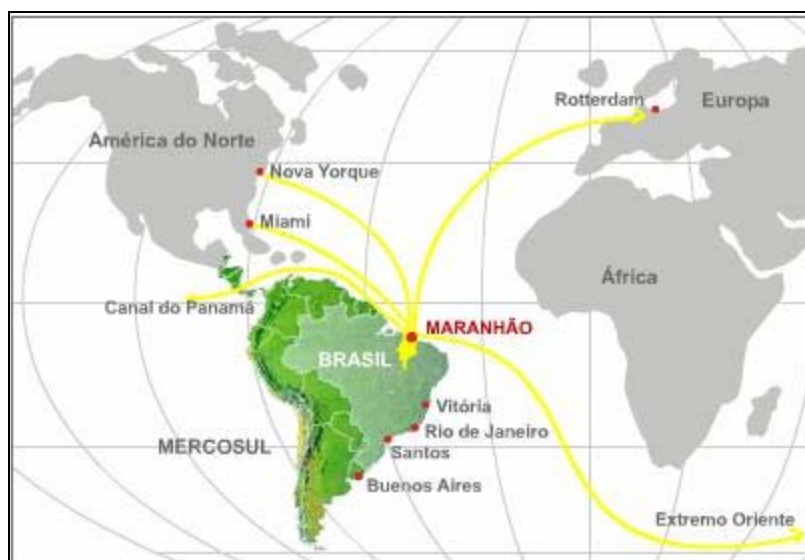 Rotterdam
Europa
América do Norte
Nova Yorque
Miami
África
Canal do Panamá
MARANHÃO
BRASIL
Vitória
Rio de Janeiro
MERCOSUL
Santos
Buenos Aires
Extremo Oriente